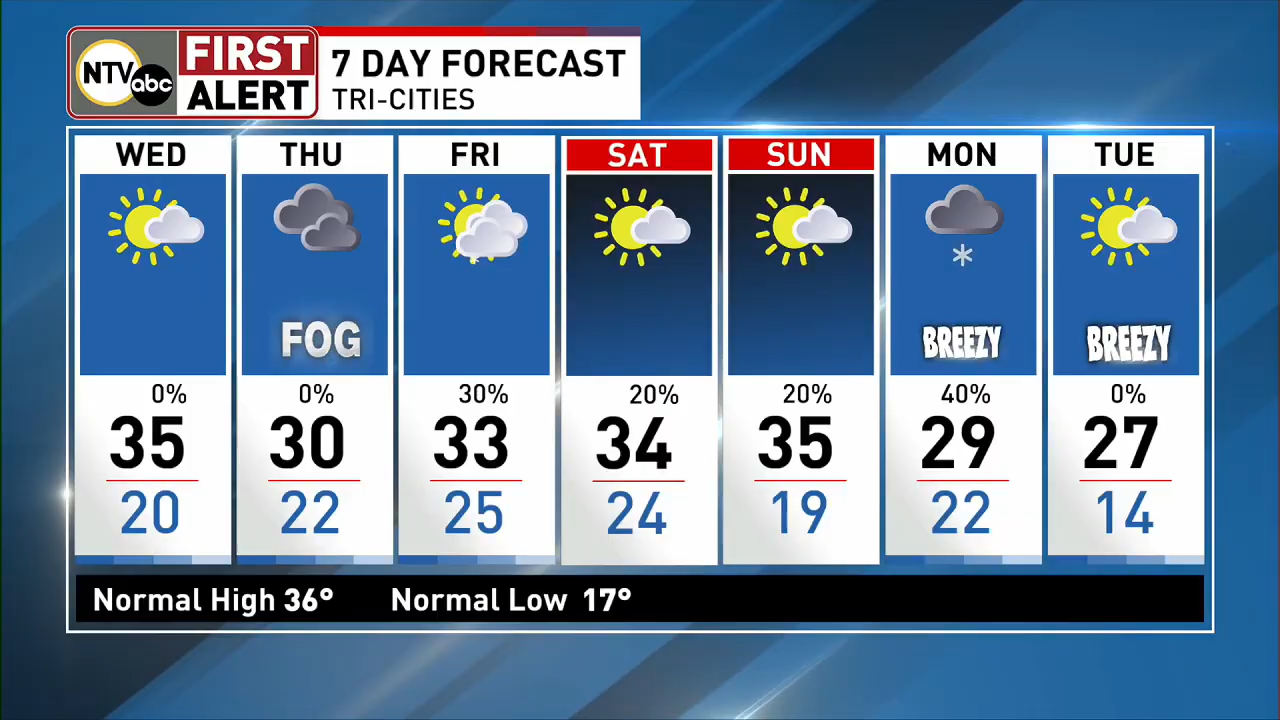 NTV abc
FIRST
ALERT
7 DAY FORECAST
TRI-CITIES
WED THU FRI SAT SUN MON TUE
FOG BREEZY BREEZY
0% 0% 30% 20% 20% 40% 0%
35 30 33 34 35 29 27
20 22 25 24 19 22 14
Normal High 36° Normal Low 17°